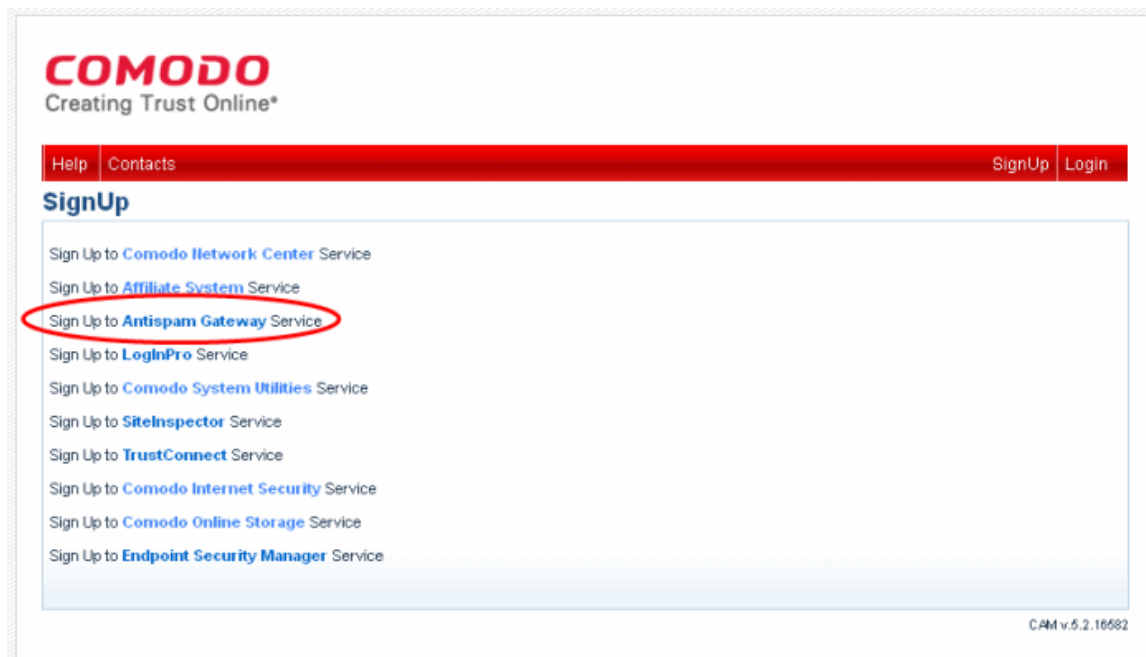 COMODO
Creating Trust Online®
Help Contacts SignUp Login
SignUp
Sign Up to Comodo Network Center Service
Sign Up to Affiliate System Service
Sign Up to Antispam Gateway Service
Sign Up to LogInPro Service
Sign Up to Comodo System Utilities Service
Sign Up to SiteInspector Service
Sign Up to TrustConnect Service
Sign Up to Comodo Internet Security Service
Sign Up to Comodo Online Storage Service
Sign Up to Endpoint Security Manager Service
CAM v.5.2.16582